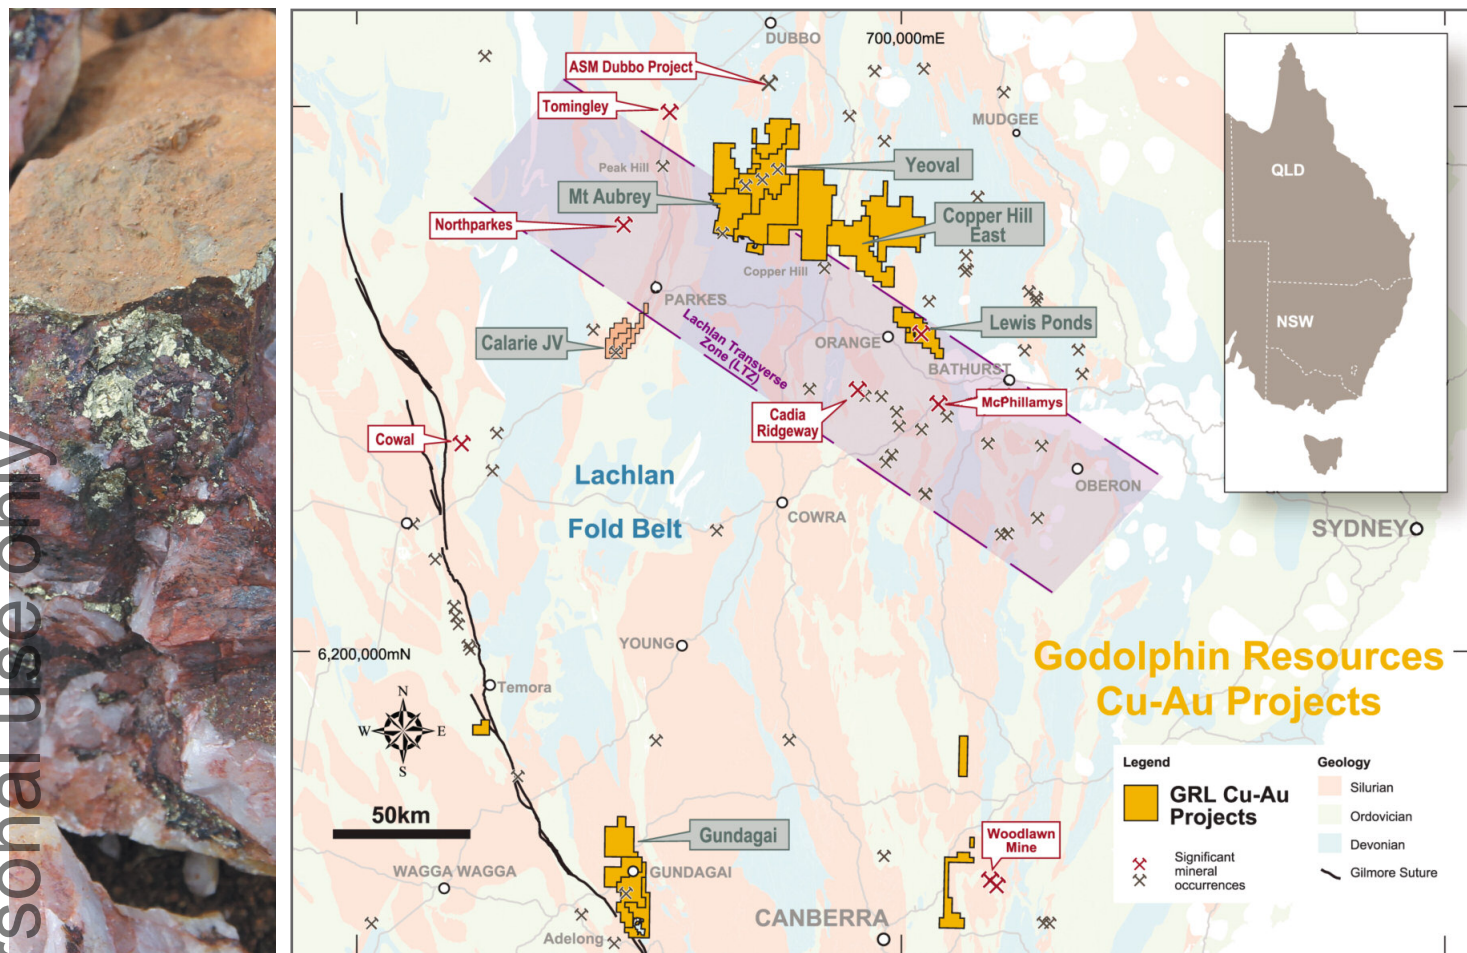 rsonal use only
DUBBO
700,000mE
ASM Dubbo Project
Tomingley
MUDGEE
QLD
Peak Hill
Yeoval
Mt Aubrey
Northparkes
Copper Hill
East
Copper Hill
PARKES
NSW
Lachlan Transverse
Zone (LTZ)
Calarie JV
Lewis Ponds
ORANGE
BATHURST
McPhillamys
Cadia
Ridgeway
Cowal
Lachlan
Fold Belt
OBERON
COWRA
SYDNEY
YOUNG
6,200,000mN
Godolphin Resources
Cu-Au Projects
Temora
N
W
E
S
50km
Legend
GRL Cu-Au
Projects
Significant
mineral
occurrences
Geology
Silurian
Ordovician
Devonian
Gilmore Suture
Gundagai
Woodlawn
Mine
WAGGA WAGGA
GUNDAGAI
CANBERRA
Adelong